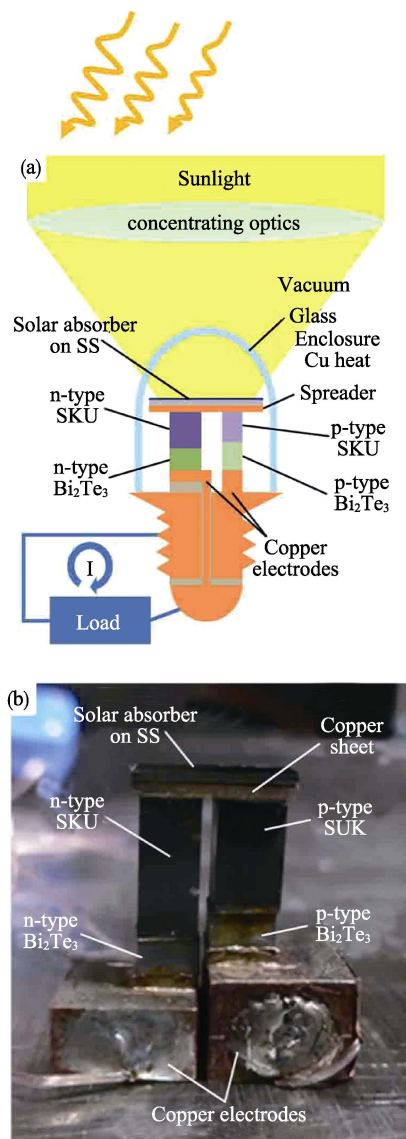 (a)
Sunlight
concentrating optics
Vacuum
Glass
Enclosure
Cu heat
Solar absorber
on SS
Spreader
n-type
SKU
p-type
SKU
n-type
Bi₂Te₃
p-type
Bi₂Te₃
Copper
electrodes
I
Load
(b)
Solar absorber
on SS
Copper
sheet
n-type
SKU
p-type
SUK
n-type
Bi₂Te₃
p-type
Bi₂Te₃
Copper electrodes